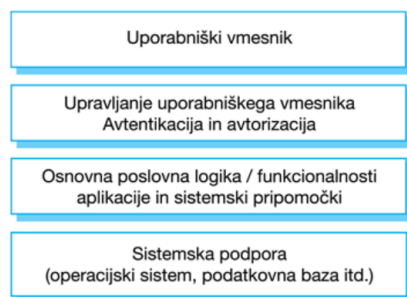 Uporabniški vmesnik
Upravljanje uporabniškega vmesnika
Avtentikacija in avtorizacija
Osnovna poslovna logika / funkcionalnosti
aplikacije in sistemski pripomočki
Sistemska podpora
(operacijski sistem, podatkovna baza itd.)